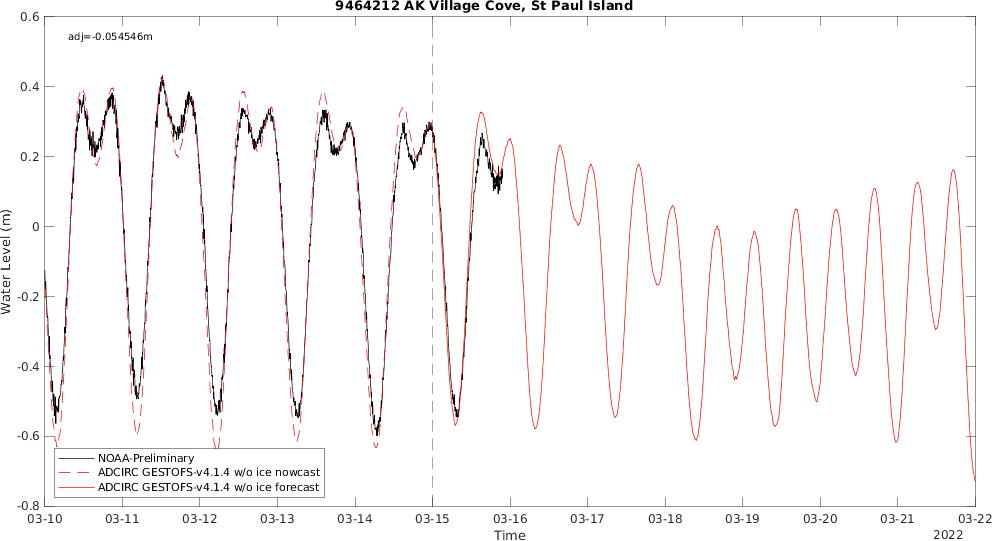 9464212 AK Village Cove, St Paul Island
adj=-0.054546m
0.6
0.4
0.2
0
-0.2
-0.4
-0.6
-0.8
Water Level (m)
NOAA-Preliminary
ADCIRC GESTOFS-v4.1.4 w/o ice nowcast
ADCIRC GESTOFS-v4.1.4 w/o ice forecast
03-10 03-11 03-12 03-13 03-14 03-15 03-16 03-17 03-18 03-19 03-20 03-21 03-22
Time
2022